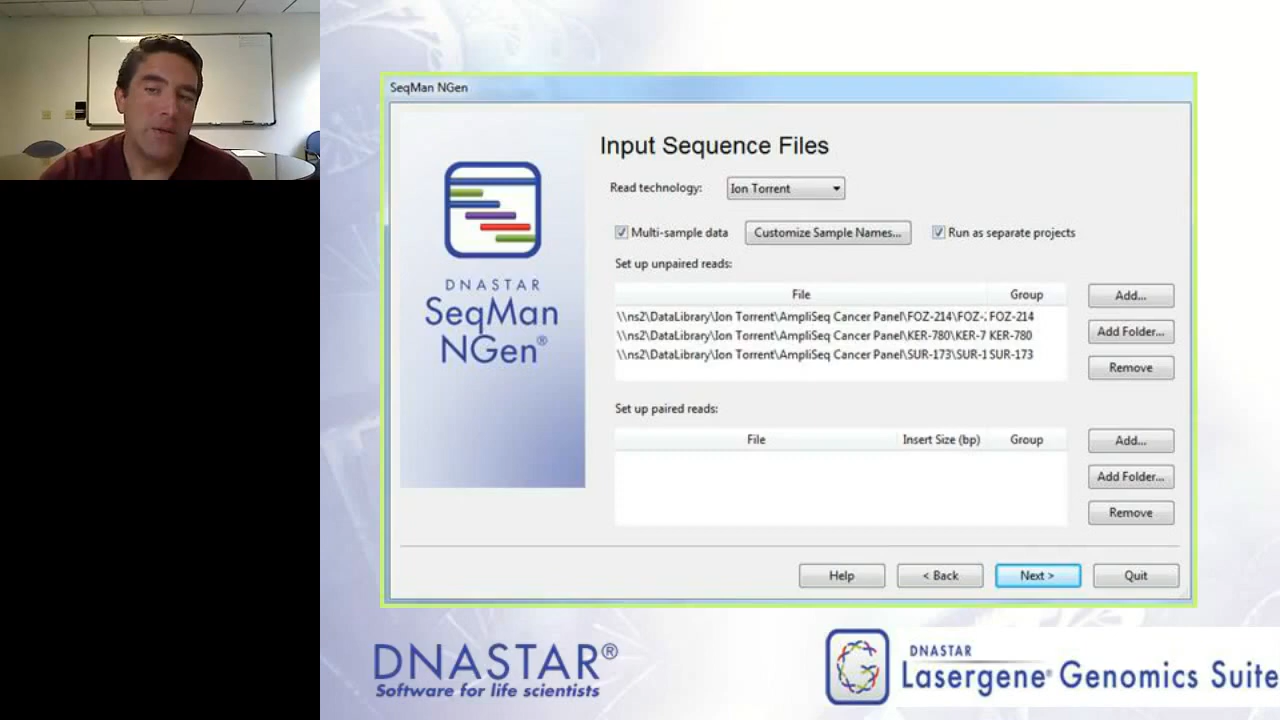 SeqMan NGen
Input Sequence Files
Read technology: Ion Torrent
Multi-sample data Customize Sample Names... Run as separate projects
Set up unpaired reads:
File Group
\\ns2\DataLibrary\Ion Torrent\AmpliSeq Cancer Panel\FOZ-214\FOZ-2 FOZ-214
\\ns2\DataLibrary\Ion Torrent\AmpliSeq Cancer Panel\KER-780\KER-7 KER-780
\\ns2\DataLibrary\Ion Torrent\AmpliSeq Cancer Panel\SUR-173\SUR-1 SUR-173
Add...
Add Folder...
Remove
DNASTAR
SeqMan
NGen®
Set up paired reads:
File Insert Size (bp) Group
Add...
Add Folder...
Remove
Help < Back Next > Quit
DNASTAR®
Software for life scientists
DNASTAR
Lasergene® Genomics Suite